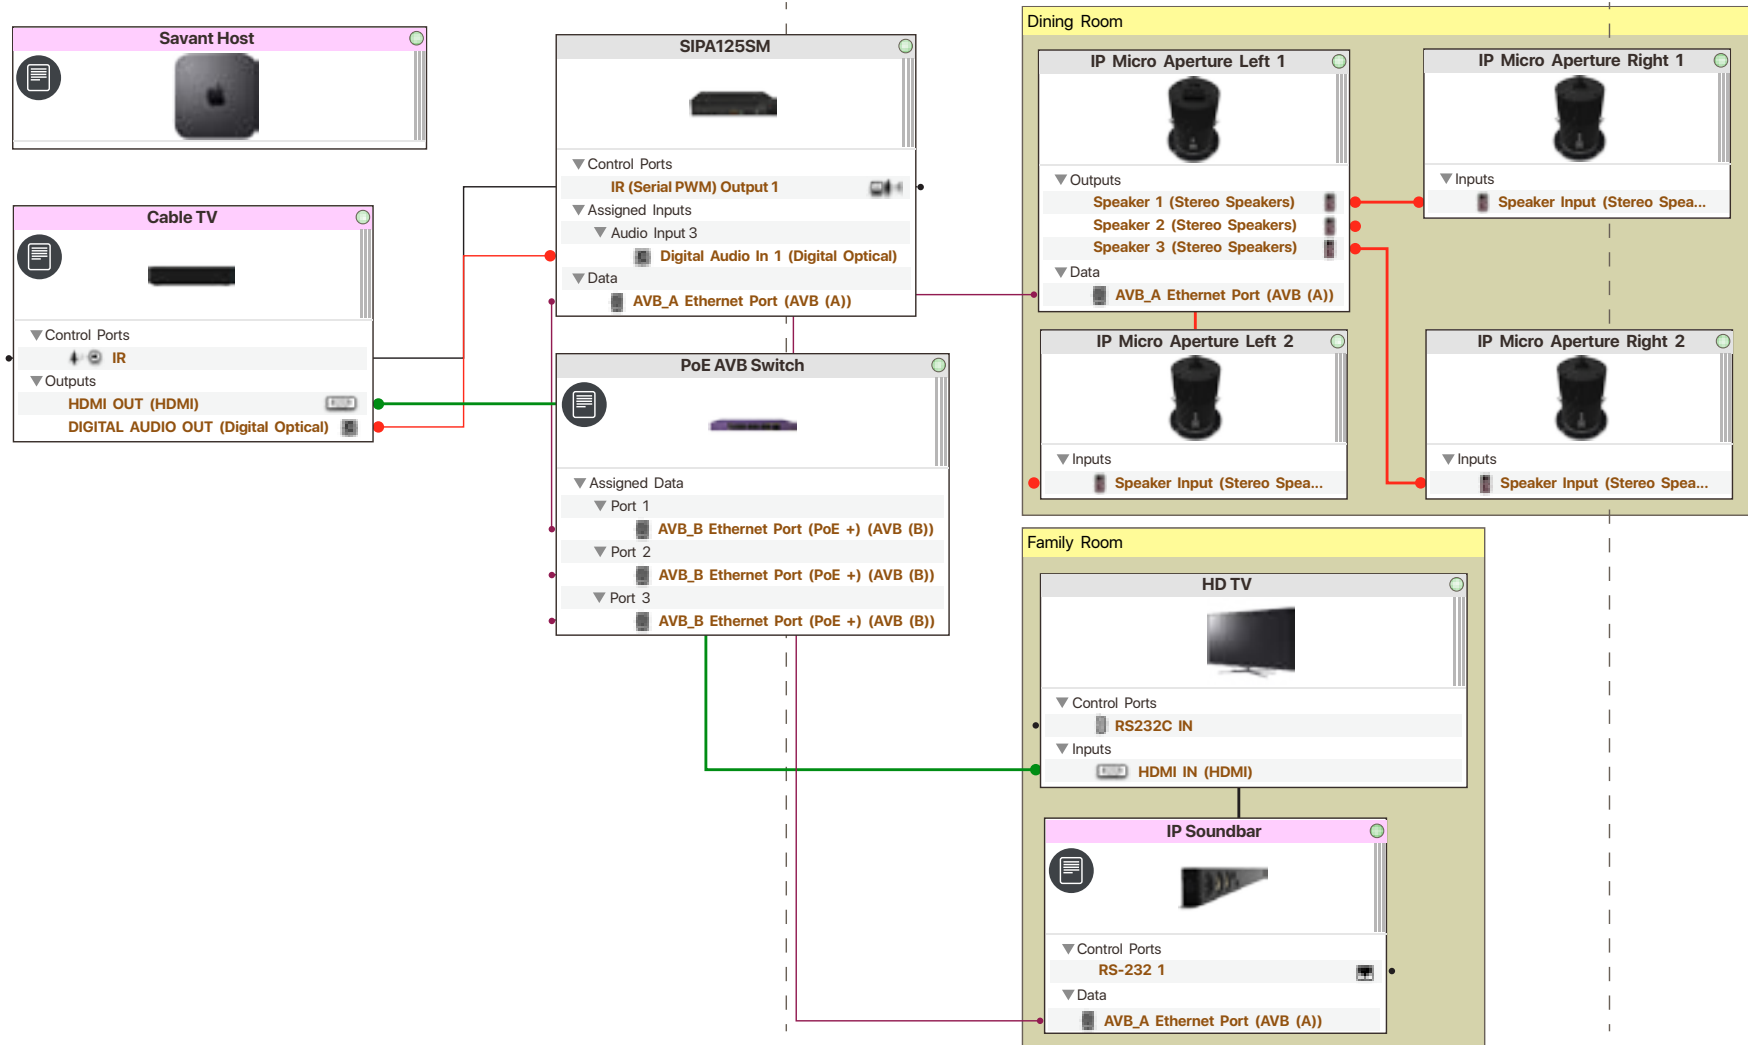 Savant Host
Cable TV
Control Ports
IR
Outputs
HDMI OUT (HDMI)
DIGITAL AUDIO OUT (Digital Optical)
SIPA125SM
Control Ports
IR (Serial PWM) Output 1
Assigned Inputs
Audio Input 3
Digital Audio In 1 (Digital Optical)
Data
AVB_A Ethernet Port (AVB (A))
PoE AVB Switch
Assigned Data
Port 1
AVB_B Ethernet Port (PoE +) (AVB (B))
Port 2
AVB_B Ethernet Port (PoE +) (AVB (B))
Port 3
AVB_B Ethernet Port (PoE +) (AVB (B))
Dining Room
IP Micro Aperture Left 1
Outputs
Speaker 1 (Stereo Speakers)
Speaker 2 (Stereo Speakers)
Speaker 3 (Stereo Speakers)
Data
AVB_A Ethernet Port (AVB (A))
IP Micro Aperture Right 1
Inputs
Speaker Input (Stereo Spea...
IP Micro Aperture Left 2
Inputs
Speaker Input (Stereo Spea...
IP Micro Aperture Right 2
Inputs
Speaker Input (Stereo Spea...
Family Room
HD TV
Control Ports
RS232C IN
Inputs
HDMI IN (HDMI)
IP Soundbar
Control Ports
RS-232 1
Data
AVB_A Ethernet Port (AVB (A))